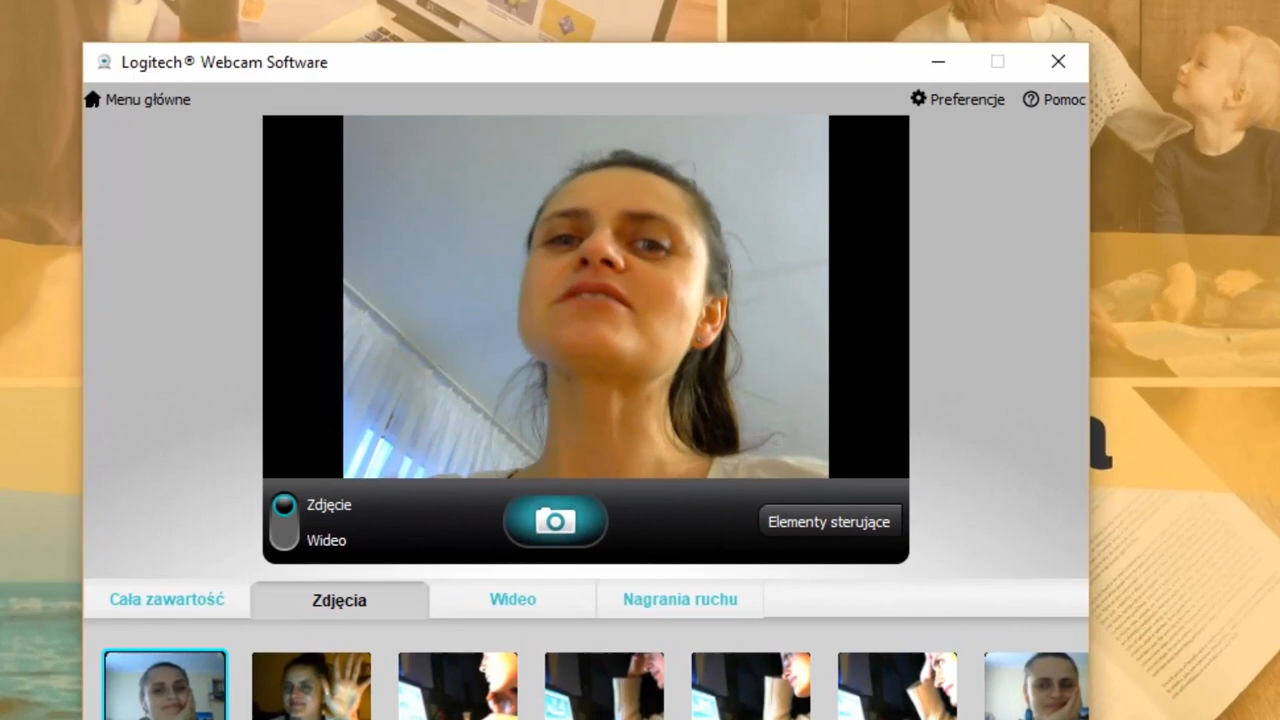 Logitech® Webcam Software
Menu główne
Preferencje
Pomoc
Zdjęcie
Wideo
Elementy sterujące
Cała zawartość
Zdjęcia
Wideo
Nagrania ruchu
a